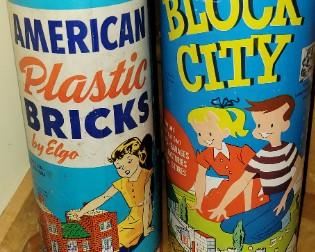 AMERICAN
Plastic
BRICKS
by Elgo
BLOCK
CITY